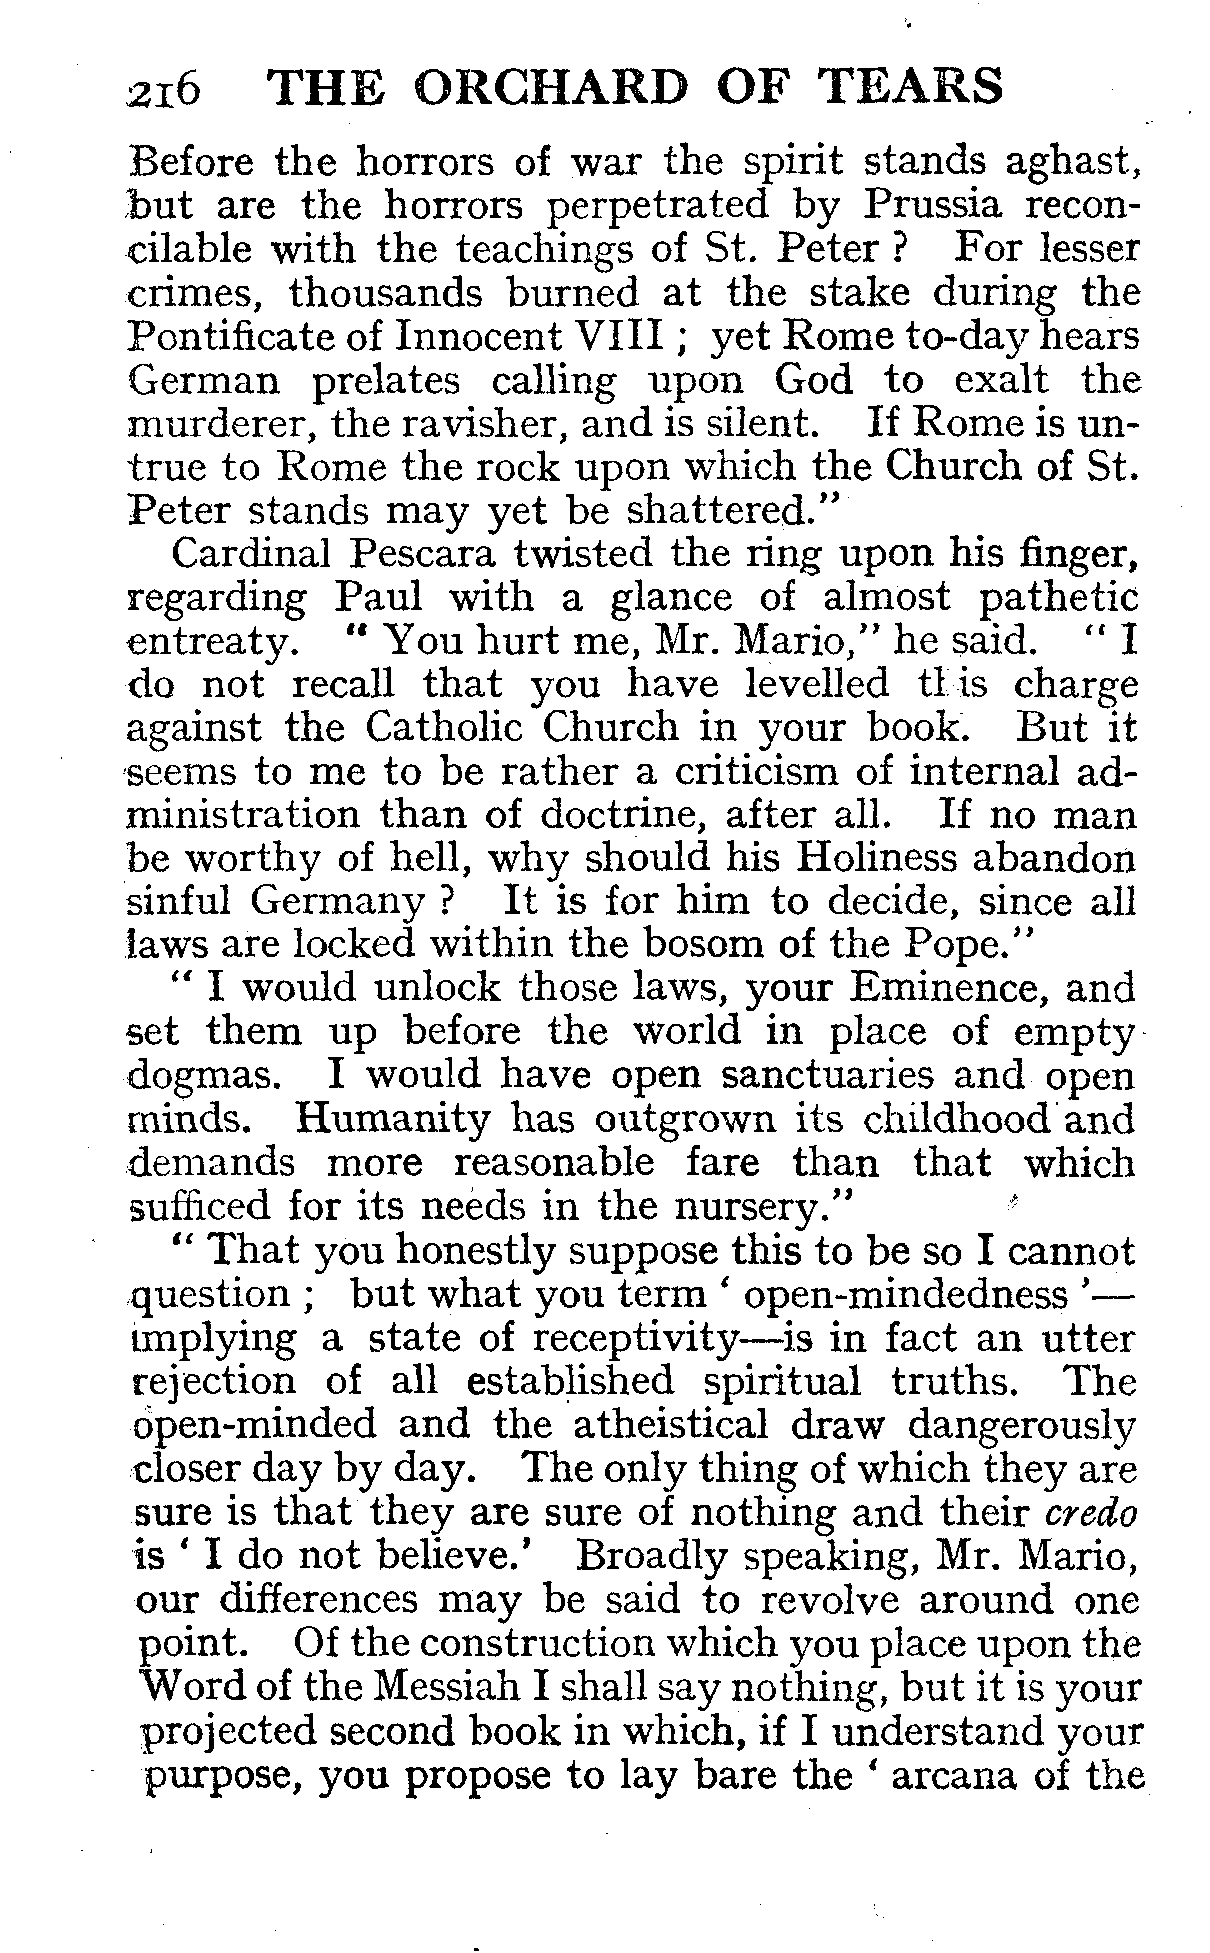 216 THE ORCHARD OF TEARS
Before the horrors of war the spirit stands aghast,
but are the horrors perpetrated by Prussia recon-
cilable with the teachings of St. Peter ? For lesser
crimes, thousands burned at the stake during the
Pontificate of Innocent VIII ; yet Rome to-day hears
German prelates calling upon God to exalt the
murderer, the ravisher, and is silent. If Rome is un-
true to Rome the rock upon which the Church of St.
Peter stands may yet be shattered."
Cardinal Pescara twisted the ring upon his finger,
regarding Paul with a glance of almost pathetic
entreaty. " You hurt me, Mr. Mario," he said. " I
do not recall that you have levelled this charge
against the Catholic Church in your book. But it
seems to me to be rather a criticism of internal ad-
ministration than of doctrine, after all. If no man
be worthy of hell, why should his Holiness abandon
sinful Germany ? It is for him to decide, since all
laws are locked within the bosom of the Pope."
" I would unlock those laws, your Eminence, and
set them up before the world in place of empty
dogmas. I would have open sanctuaries and open
minds. Humanity has outgrown its childhood and
demands more reasonable fare than that which
sufficed for its needs in the nursery."
" That you honestly suppose this to be so I cannot
question ; but what you term ' open-mindedness '—
implying a state of receptivity—is in fact an utter
rejection of all established spiritual truths. The
open-minded and the atheistical draw dangerously
closer day by day. The only thing of which they are
sure is that they are sure of nothing and their credo
is ' I do not believe.' Broadly speaking, Mr. Mario,
our differences may be said to revolve around one
point. Of the construction which you place upon the
Word of the Messiah I shall say nothing, but it is your
projected second book in which, if I understand your
purpose, you propose to lay bare the ' arcana of the